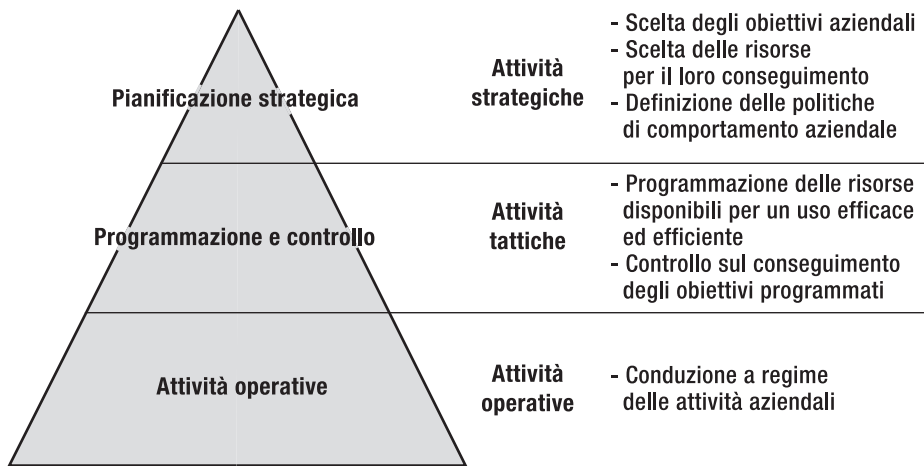 Pianificazione strategica
Attività
strategiche
- Scelta degli obiettivi aziendali
- Scelta delle risorse
per il loro conseguimento
- Definizione delle politiche
di comportamento aziendale
Programmazione e controllo
Attività
tattiche
- Programmazione delle risorse
disponibili per un uso efficace
ed efficiente
- Controllo sul conseguimento
degli obiettivi programmati
Attività operative
Attività
operative
- Conduzione a regime
delle attività aziendali